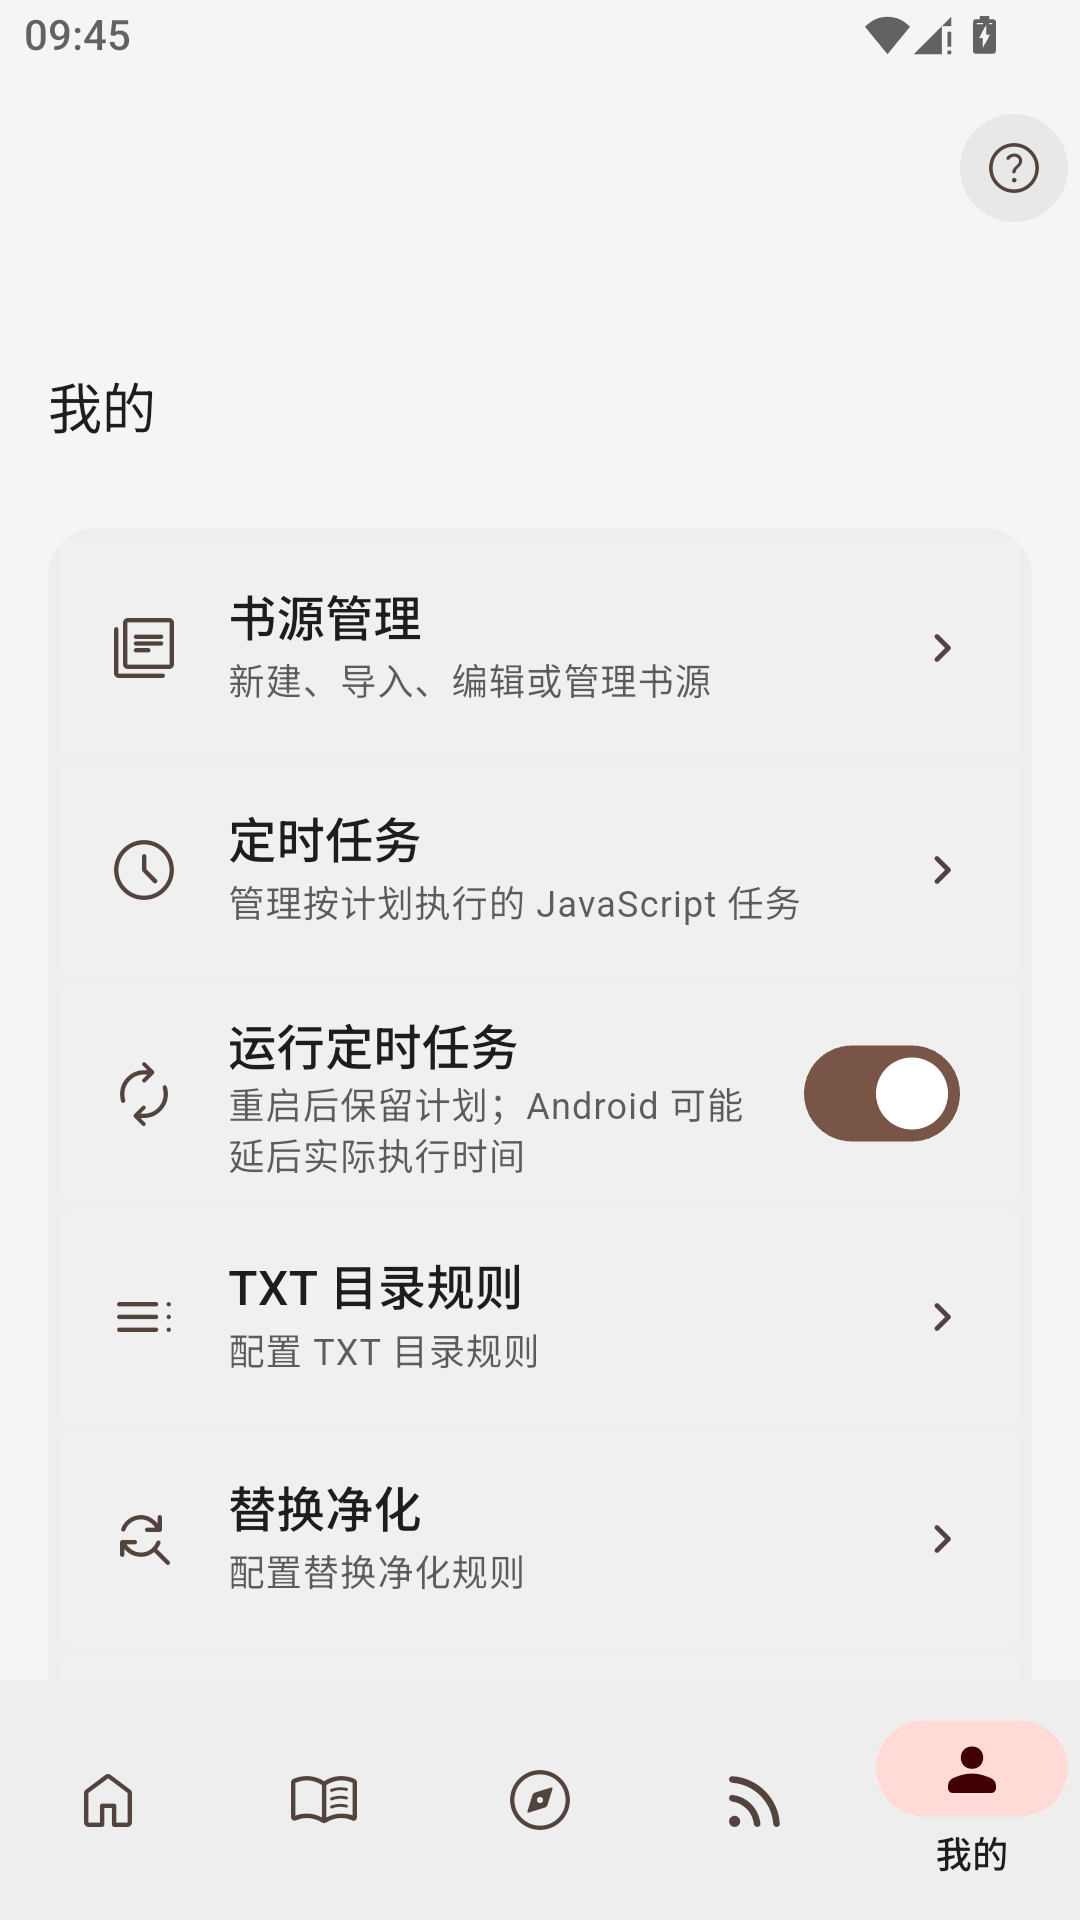 09:45
我的
书源管理
新建、导入、编辑或管理书源
定时任务
管理按计划执行的 JavaScript 任务
运行定时任务
重启后保留计划；Android 可能
延后实际执行时间
TXT 目录规则
配置 TXT 目录规则
替换净化
配置替换净化规则
我的